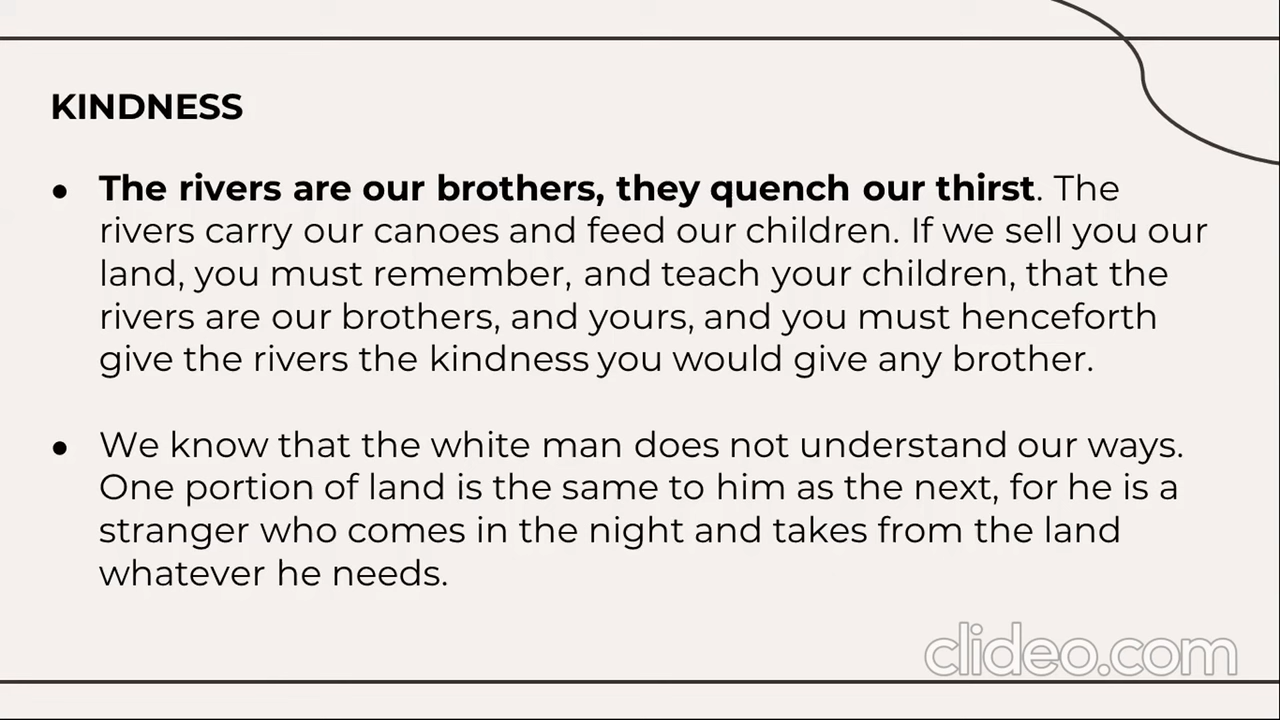 KINDNESS
● The rivers are our brothers, they quench our thirst. The
rivers carry our canoes and feed our children. If we sell you our
land, you must remember, and teach your children, that the
rivers are our brothers, and yours, and you must henceforth
give the rivers the kindness you would give any brother.
● We know that the white man does not understand our ways.
One portion of land is the same to him as the next, for he is a
stranger who comes in the night and takes from the land
whatever he needs.
clideo.com